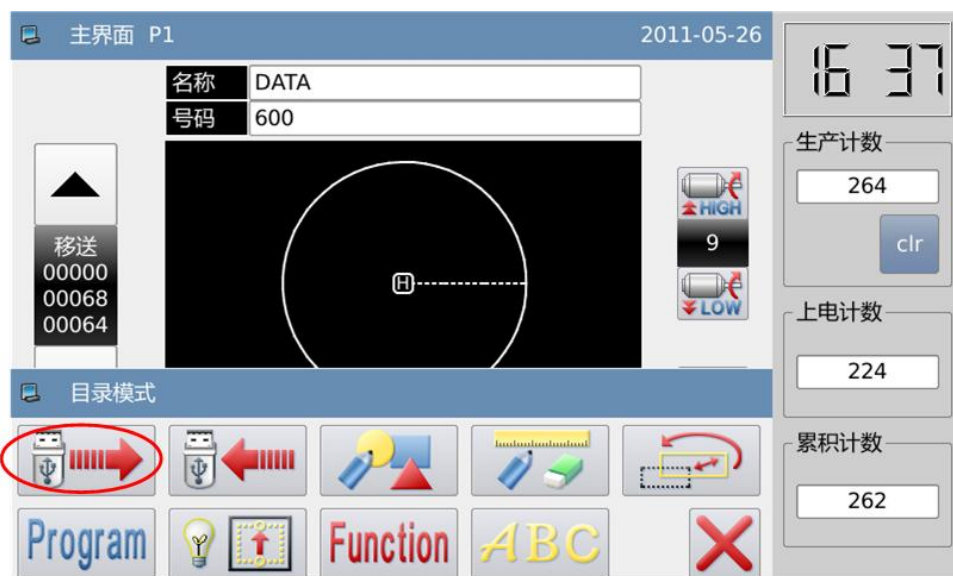 主界面 P1
2011-05-26
16 37
名称 DATA
号码 600
移送
00000
00068
00064
HIGH
9
LOW
H
生产计数
264
clr
上电计数
224
累积计数
262
目录模式
Program
Function
ABC